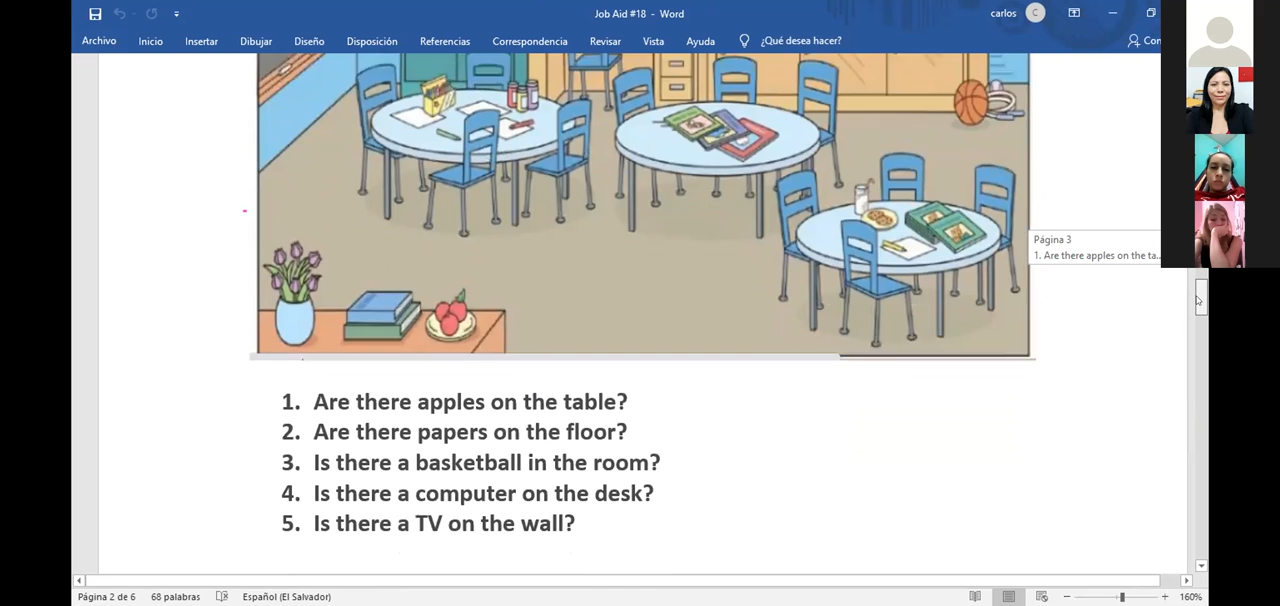 Job Aid #18 - Word
carlos
C
Archivo Inicio Insertar Dibujar Diseño Disposición Referencias Correspondencia Revisar Vista Ayuda ¿Qué desea hacer? Con
Página 3
1. Are there apples on the ta...
1. Are there apples on the table?
2. Are there papers on the floor?
3. Is there a basketball in the room?
4. Is there a computer on the desk?
5. Is there a TV on the wall?
Página 2 de 6 68 palabras Español (El Salvador) 160%